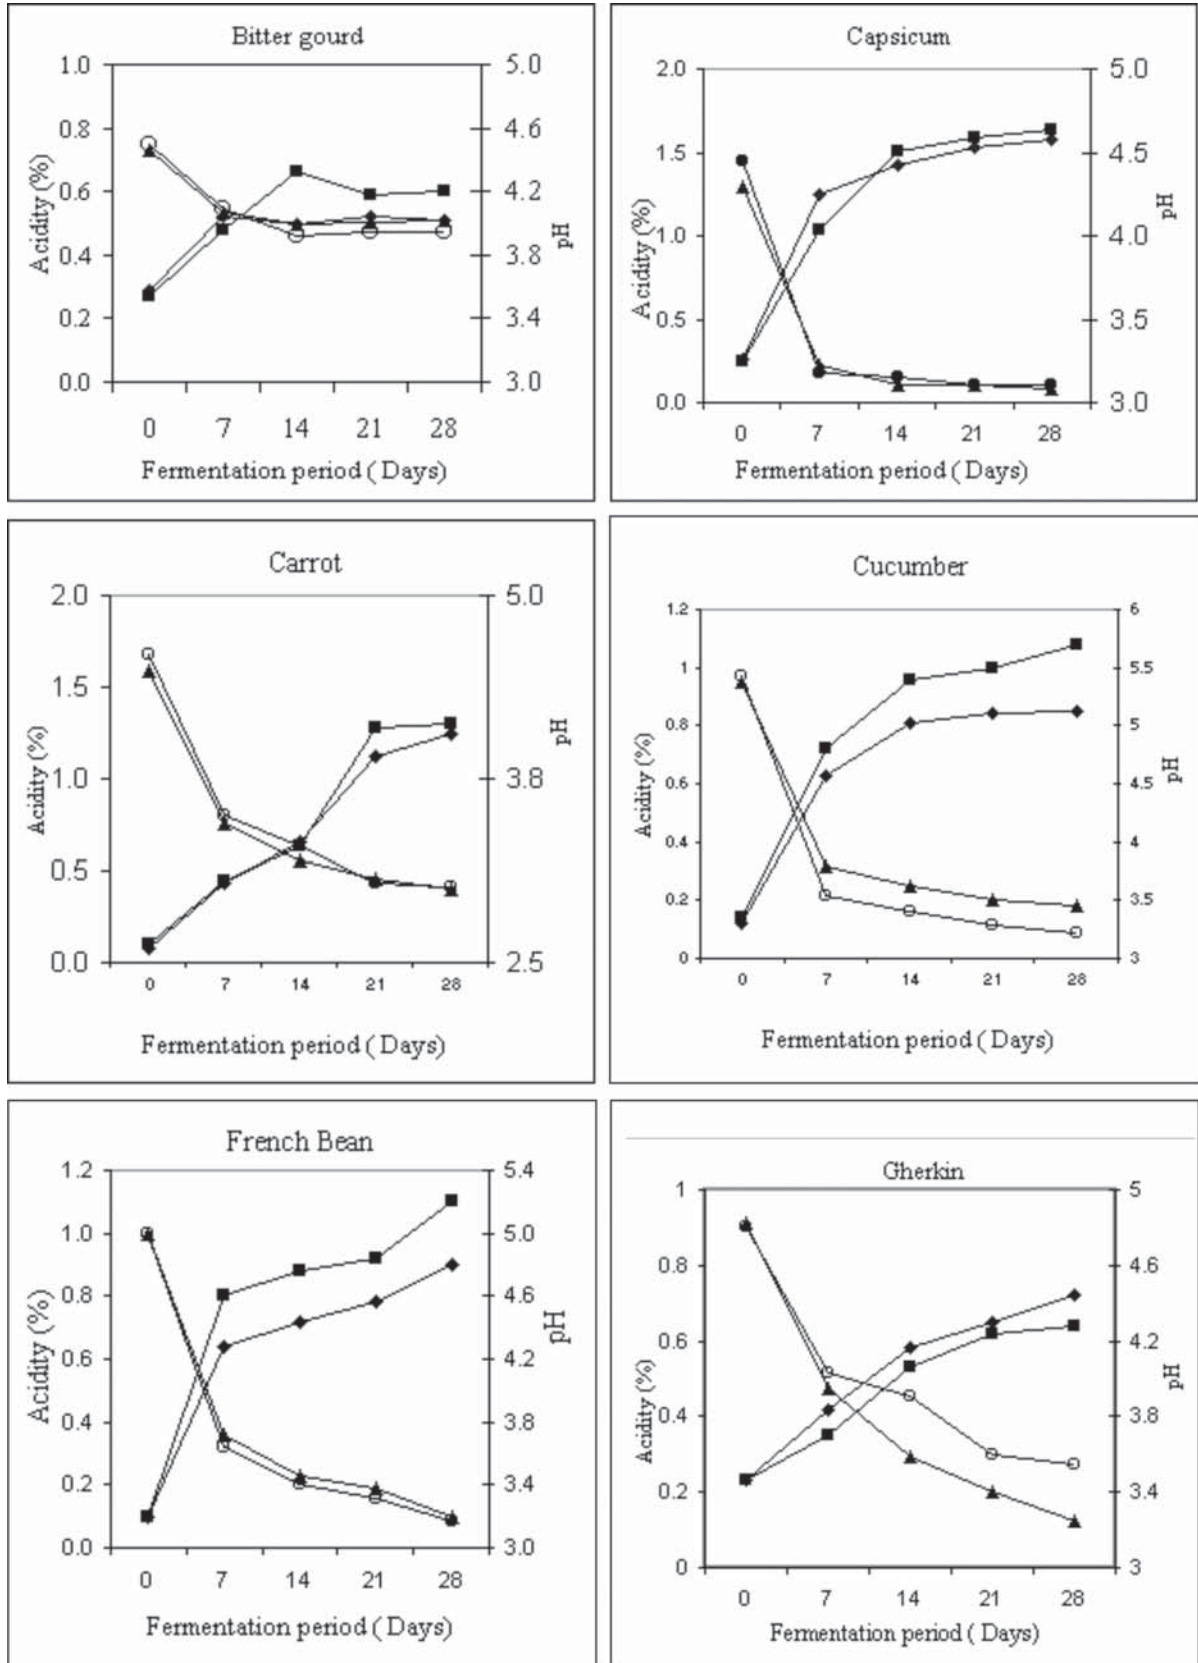 Bitter gourd
1.0 5.0
0.8 4.6
0.6 4.2
0.4 3.8
0.2 3.4
0.0 3.0
Acidity (%)
pH
0 7 14 21 28
Fermentation period ( Days)
Capsicum
2.0 5.0
1.5 4.5
1.0 4.0
0.5 3.5
0.0 3.0
Acidity (%)
pH
0 7 14 21 28
Fermentation period ( Days)
Carrot
2.0 5.0
1.5
1.0 3.8
0.5
0.0 2.5
Acidity (%)
pH
0 7 14 21 28
Fermentation period ( Days)
Cucumber
1.2 6
1 5.5
0.8 5
0.6 4.5
0.4 4
0.2 3.5
0 3
Acidity (%)
pH
0 7 14 21 28
Fermentation period ( Days)
French Bean
1.2 5.4
1.0 5.0
0.8 4.6
0.6 4.2
0.4 3.8
0.2 3.4
0.0 3.0
Acidity (%)
pH
0 7 14 21 28
Fermentation period ( Days)
Gherkin
1 5
0.8 4.6
0.6 4.2
0.4 3.8
0.2 3.4
0 3
Acidity (%)
pH
0 7 14 21 28
Fermentation period ( Days)